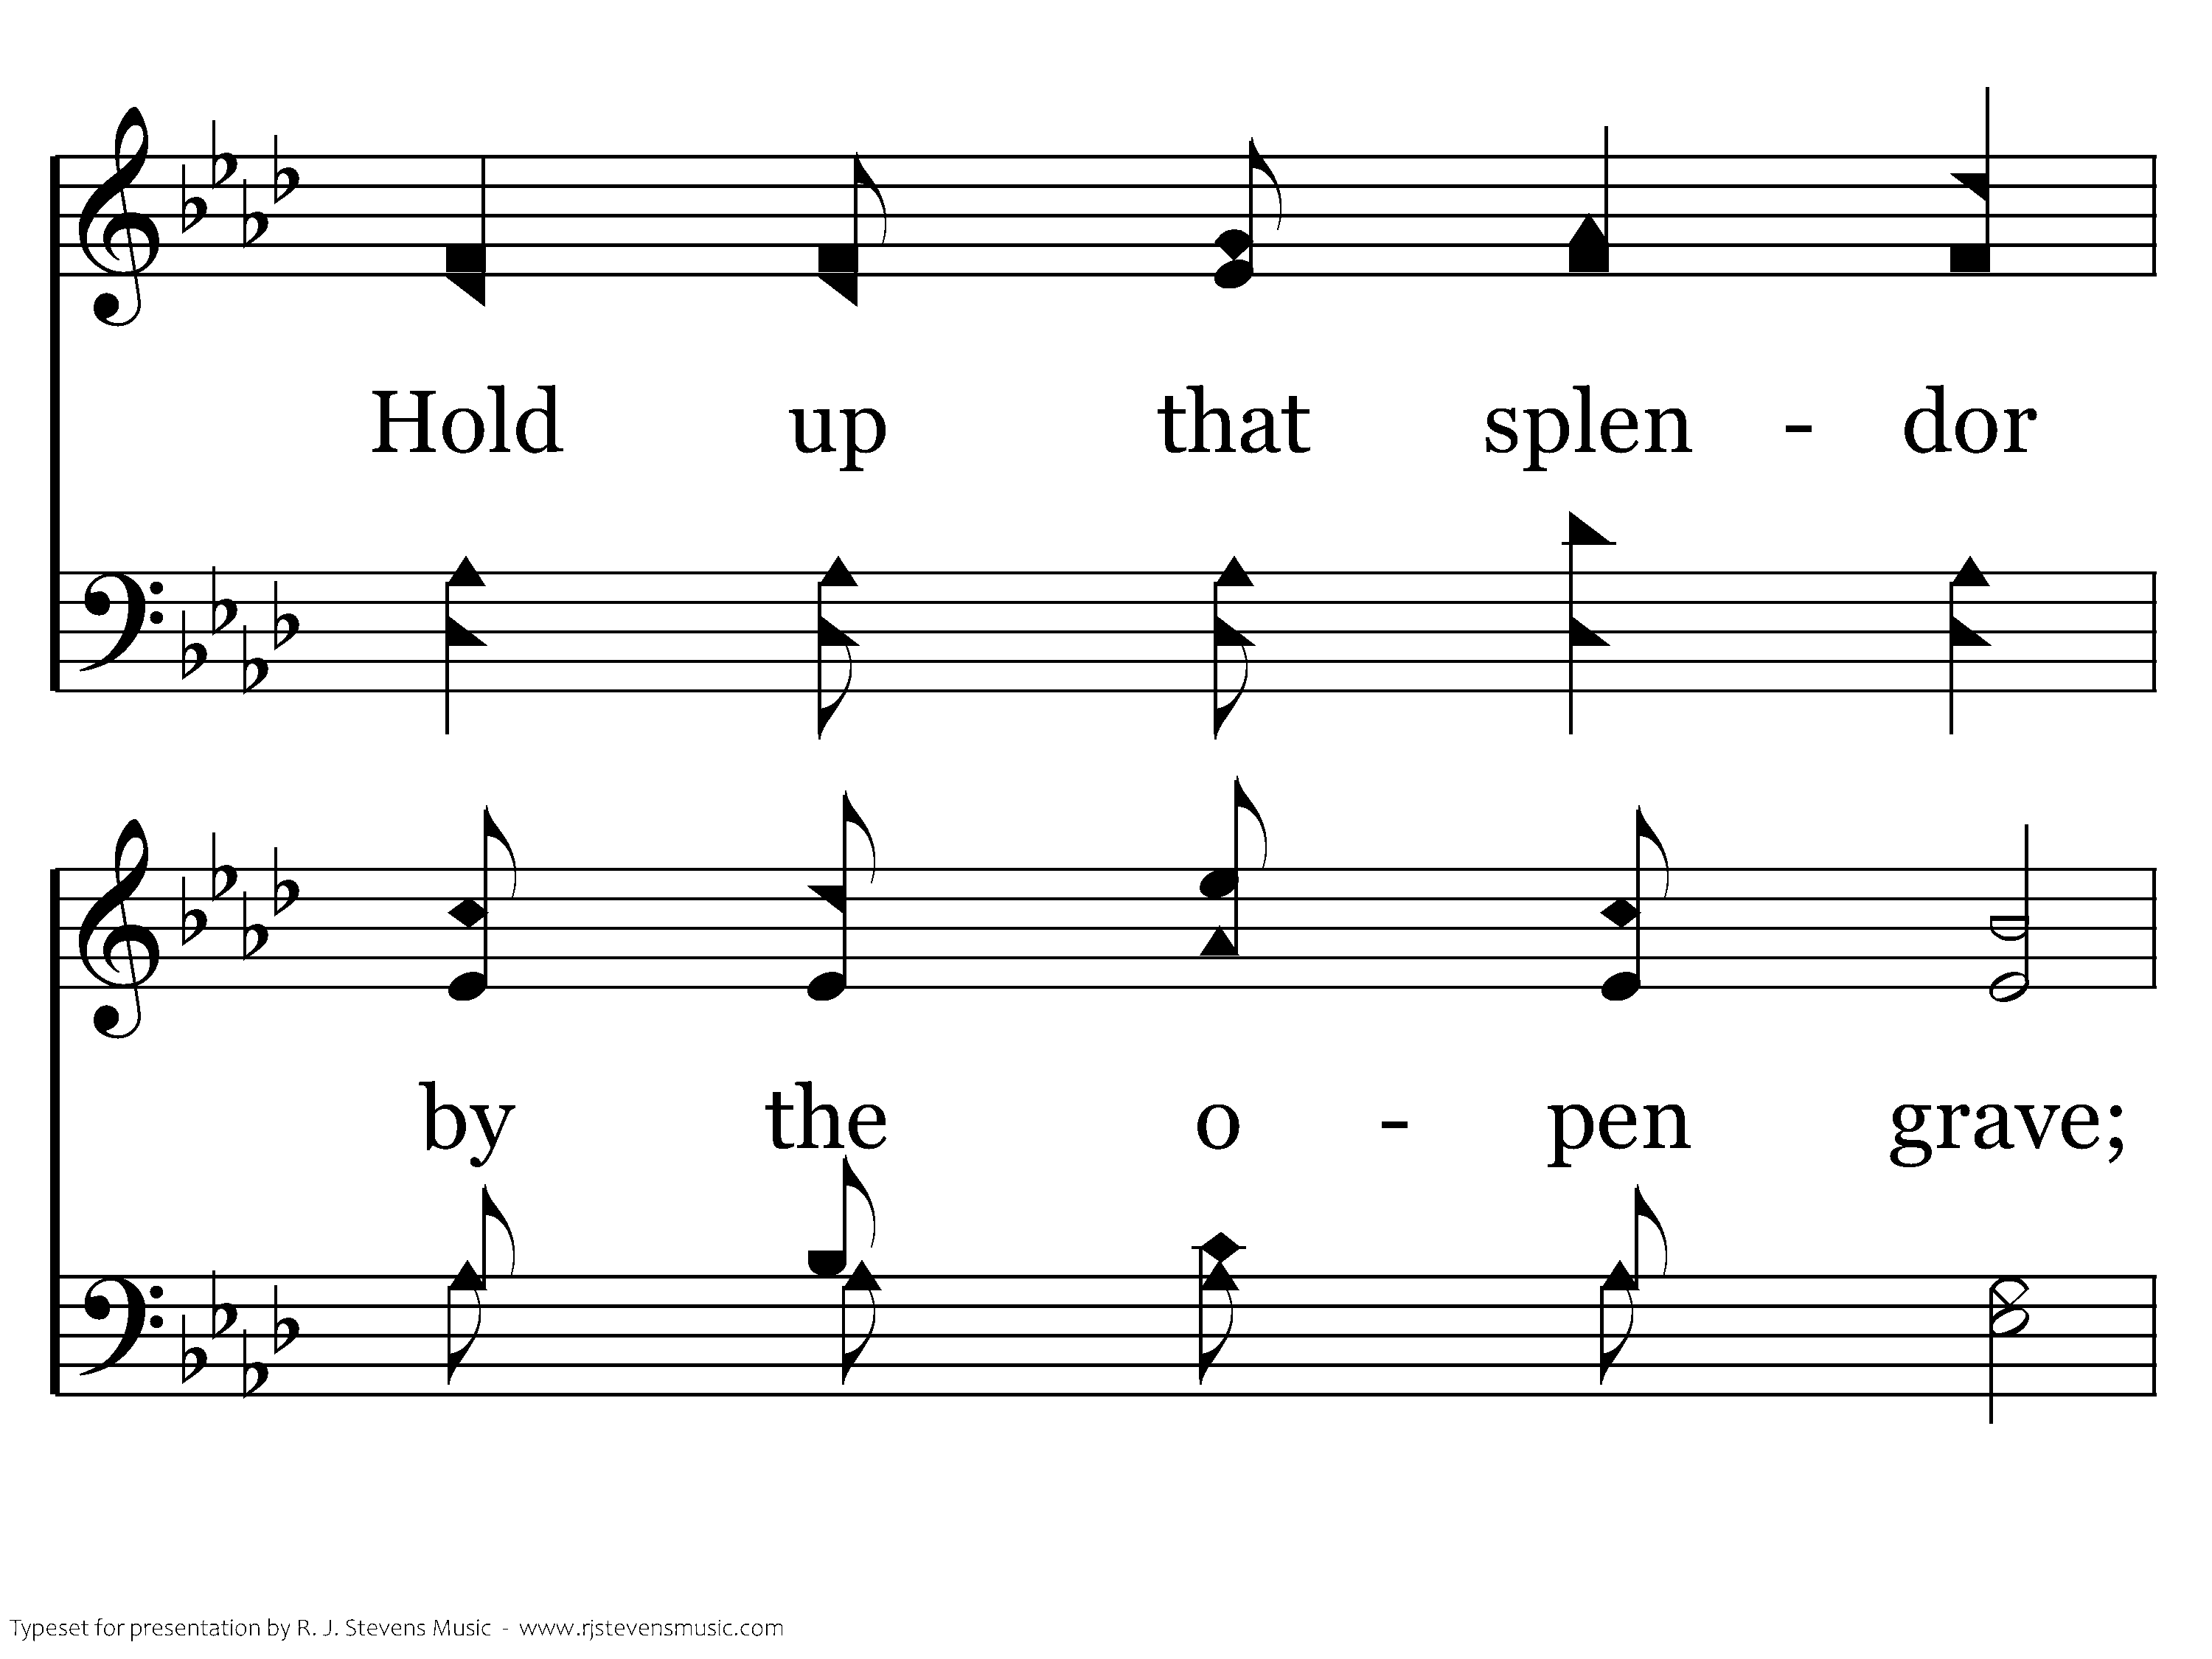 Hold up that splen - dor
by the o - pen grave;
Typeset for presentation by R. J. Stevens Music - www.rjstevensmusic.com